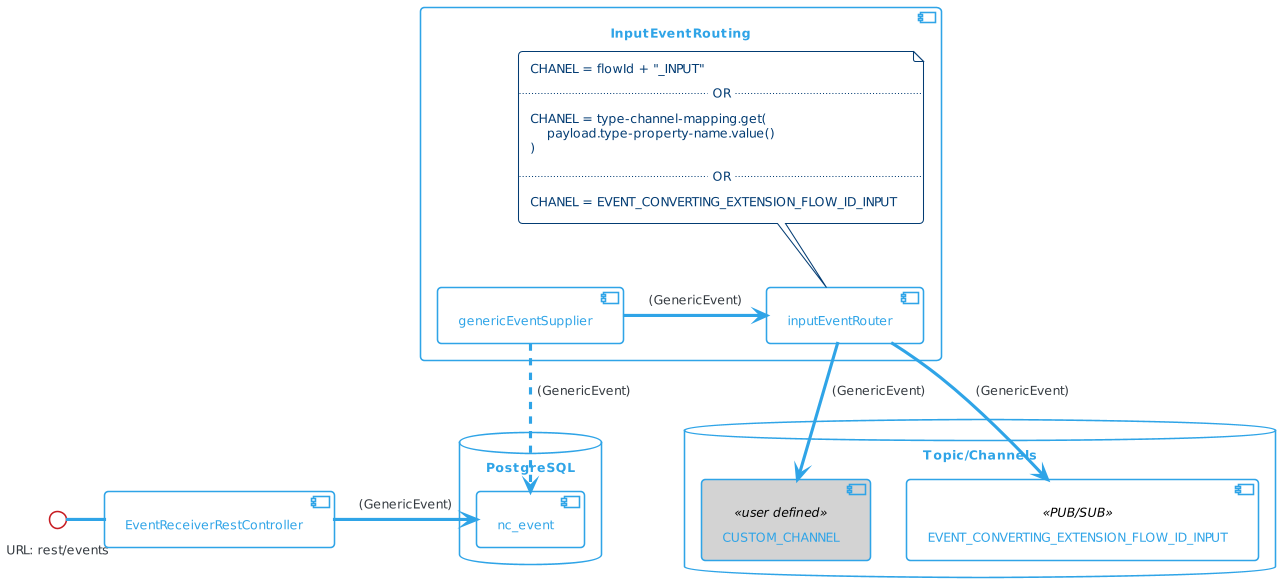 InputEventRouting
CHANEL = flowId + "_INPUT"
OR
CHANEL = type-channel-mapping.get(
payload.type-property-name.value()
)
OR
CHANEL = EVENT_CONVERTING_EXTENSION_FLOW_ID_INPUT
genericEventSupplier
(GenericEvent)
inputEventRouter
(GenericEvent)
(GenericEvent)
(GenericEvent)
PostgreSQL
Topic/Channels
EventReceiverRestController
(GenericEvent)
nc_event
«user defined»
CUSTOM_CHANNEL
«PUB/SUB»
EVENT_CONVERTING_EXTENSION_FLOW_ID_INPUT
URL: rest/events